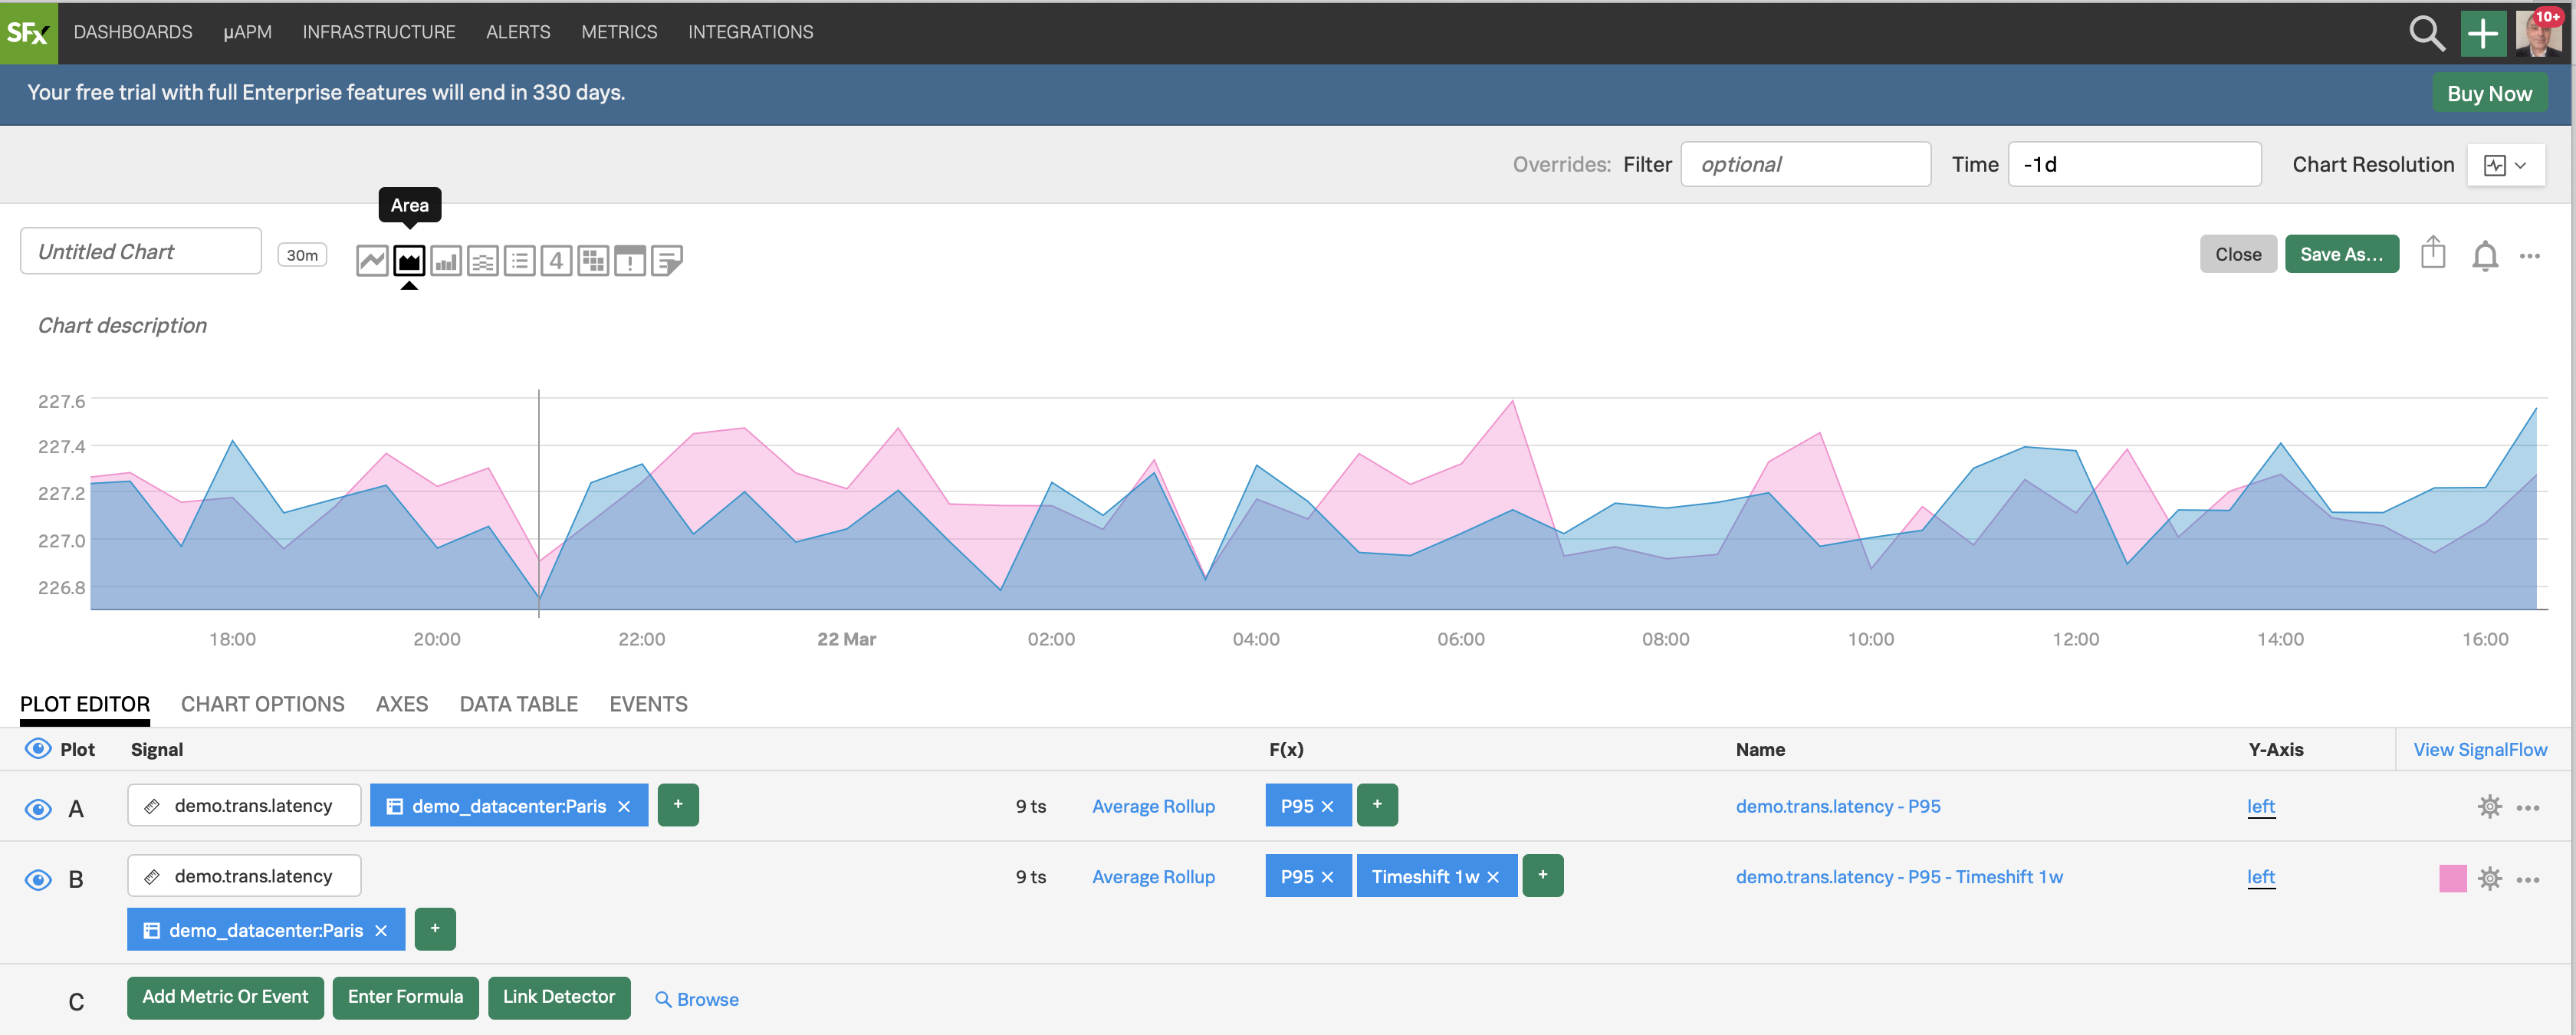 SFx DASHBOARDS µAPM INFRASTRUCTURE ALERTS METRICS INTEGRATIONS 10+
Your free trial with full Enterprise features will end in 330 days. Buy Now
Overrides: Filter optional Time -1d Chart Resolution
Area
Untitled Chart 30m 4 Close Save As...
Chart description
227.6
227.4
227.2
227.0
226.8
18:00 20:00 22:00 22 Mar 02:00 04:00 06:00 08:00 10:00 12:00 14:00 16:00
PLOT EDITOR CHART OPTIONS AXES DATA TABLE EVENTS
Plot Signal F(x) Name Y-Axis View SignalFlow
A demo.trans.latency demo_datacenter:Paris × + 9 ts Average Rollup P95 × + demo.trans.latency - P95 left
B demo.trans.latency 9 ts Average Rollup P95 × Timeshift 1w × + demo.trans.latency - P95 - Timeshift 1w left
demo_datacenter:Paris × +
C Add Metric Or Event Enter Formula Link Detector Browse